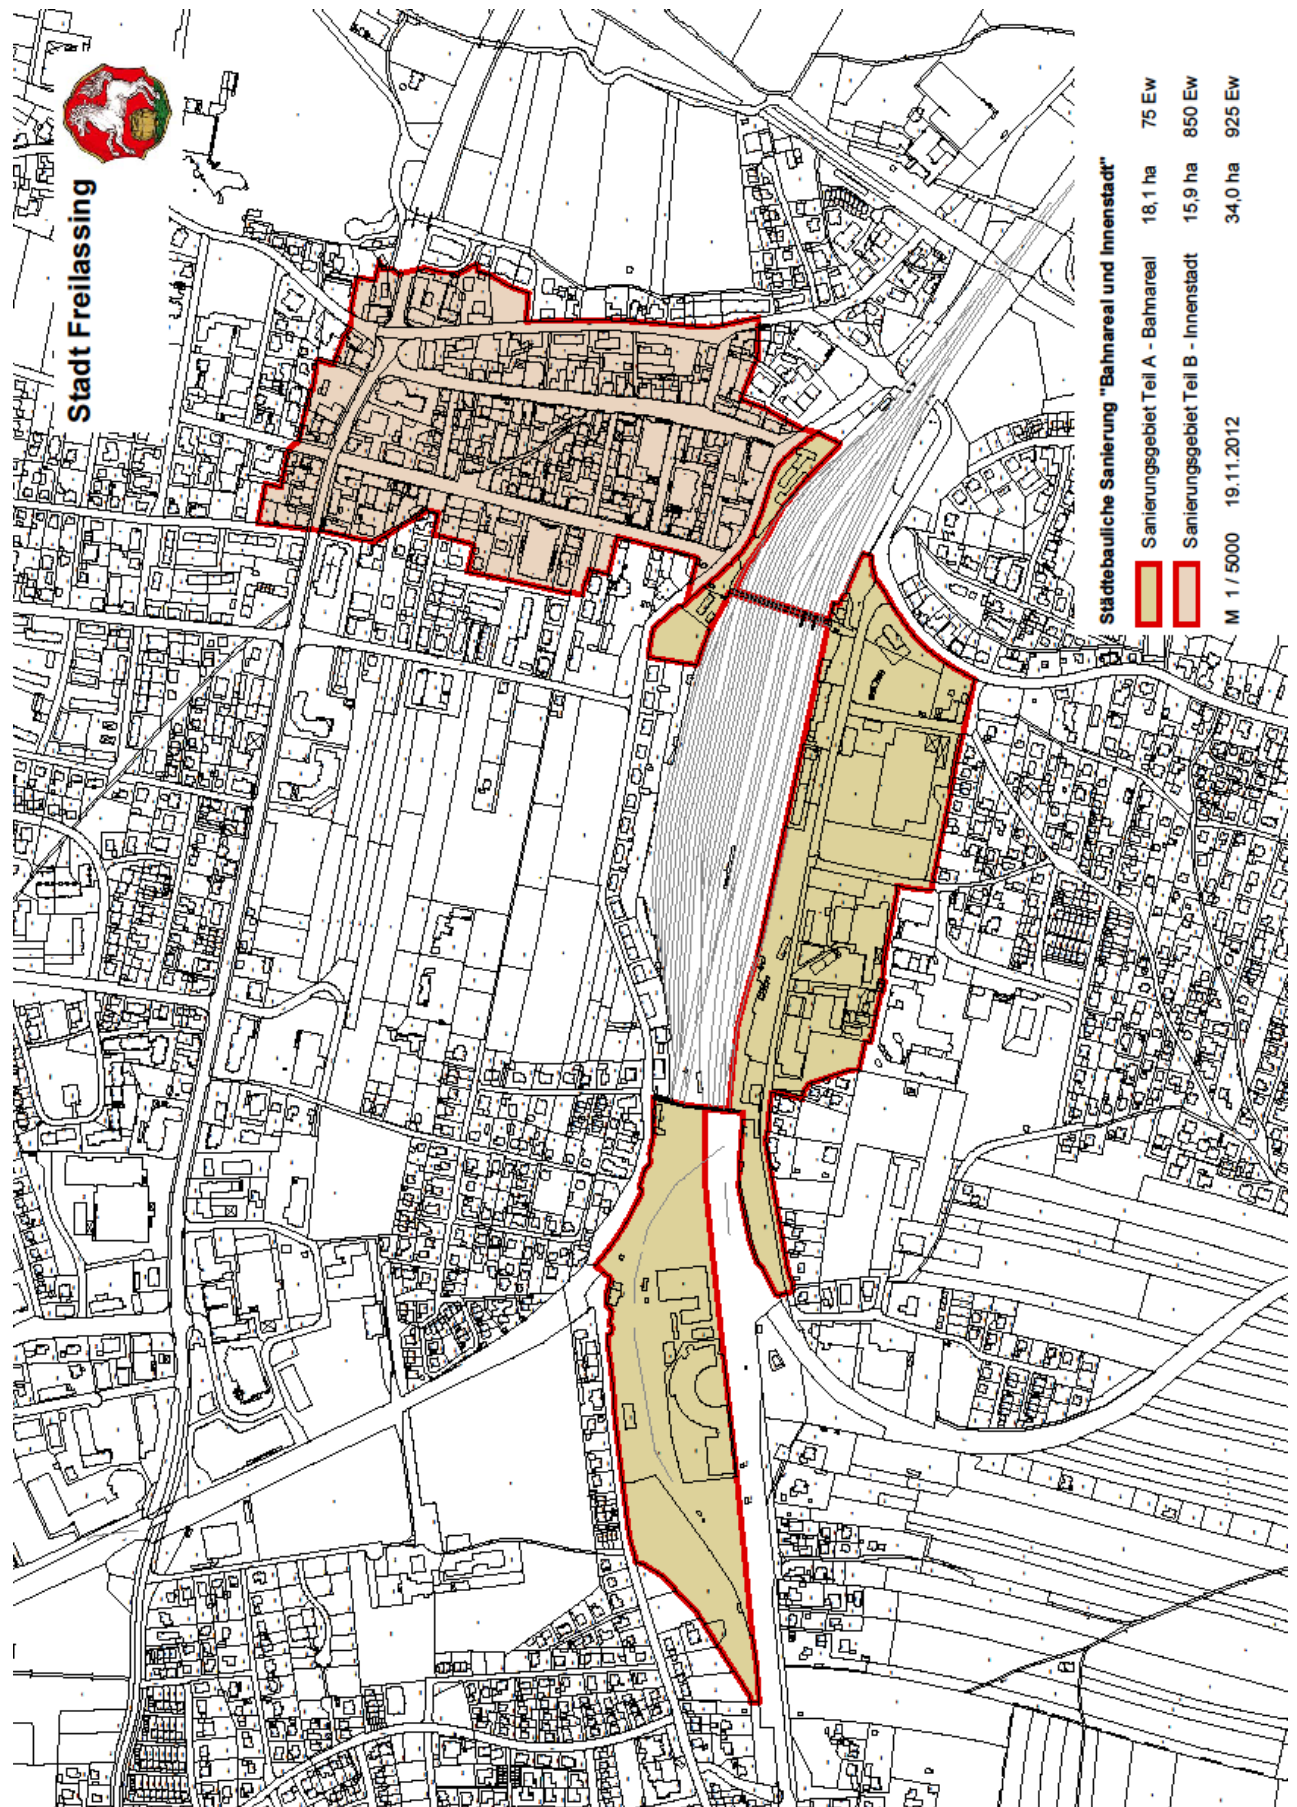 Stadt Freilassing
Städtebauliche Sanierung "Bahnareal und Innenstadt"
Sanierungsgebiet Teil A - Bahnareal 18,1 ha 75 Ew
Sanierungsgebiet Teil B - Innenstadt 15,9 ha 850 Ew
M 1 / 5000 19.11.2012 34,0 ha 925 Ew